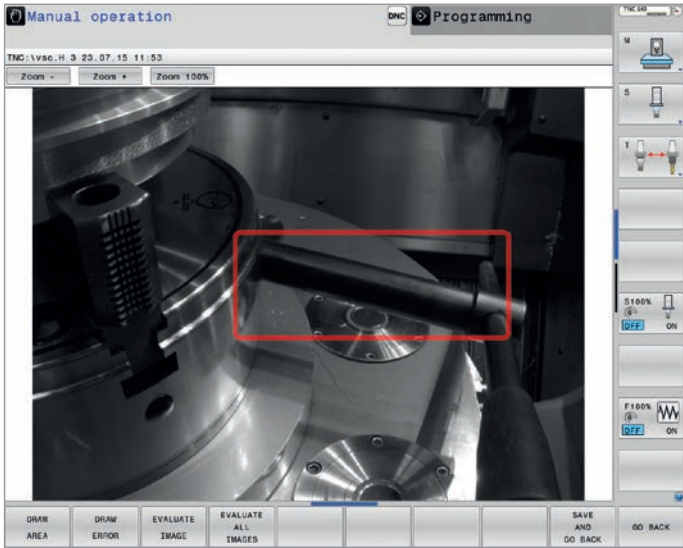 Manual operation
DNC
Programming
TNC:\vsc.H 3 23.07.15 11:53
Zoom -
Zoom +
Zoom 100%
M
S
T
S100%
OFF
ON
F100%
OFF
ON
DRAW
AREA
DRAW
ERROR
EVALUATE
IMAGE
EVALUATE
ALL
IMAGES
SAVE
AND
GO BACK
GO BACK